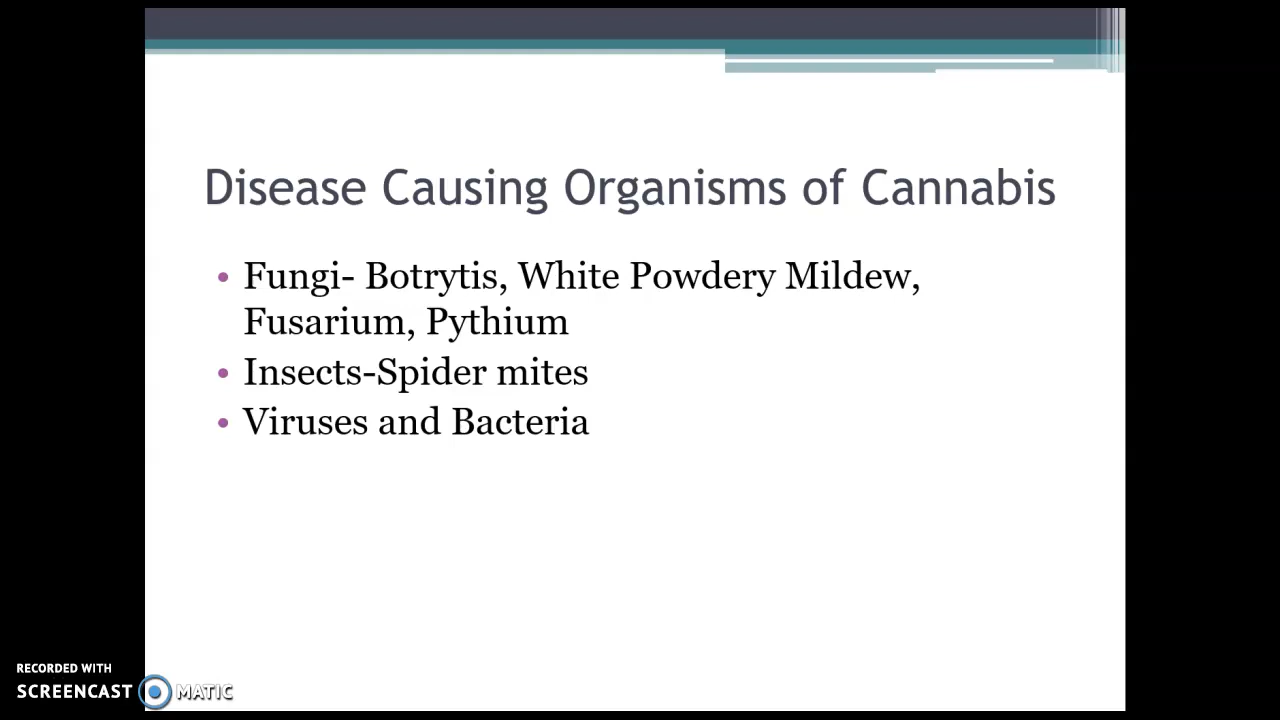 Disease Causing Organisms of Cannabis
• Fungi- Botrytis, White Powdery Mildew,
Fusarium, Pythium
• Insects-Spider mites
• Viruses and Bacteria
RECORDED WITH
SCREENCAST MATIC